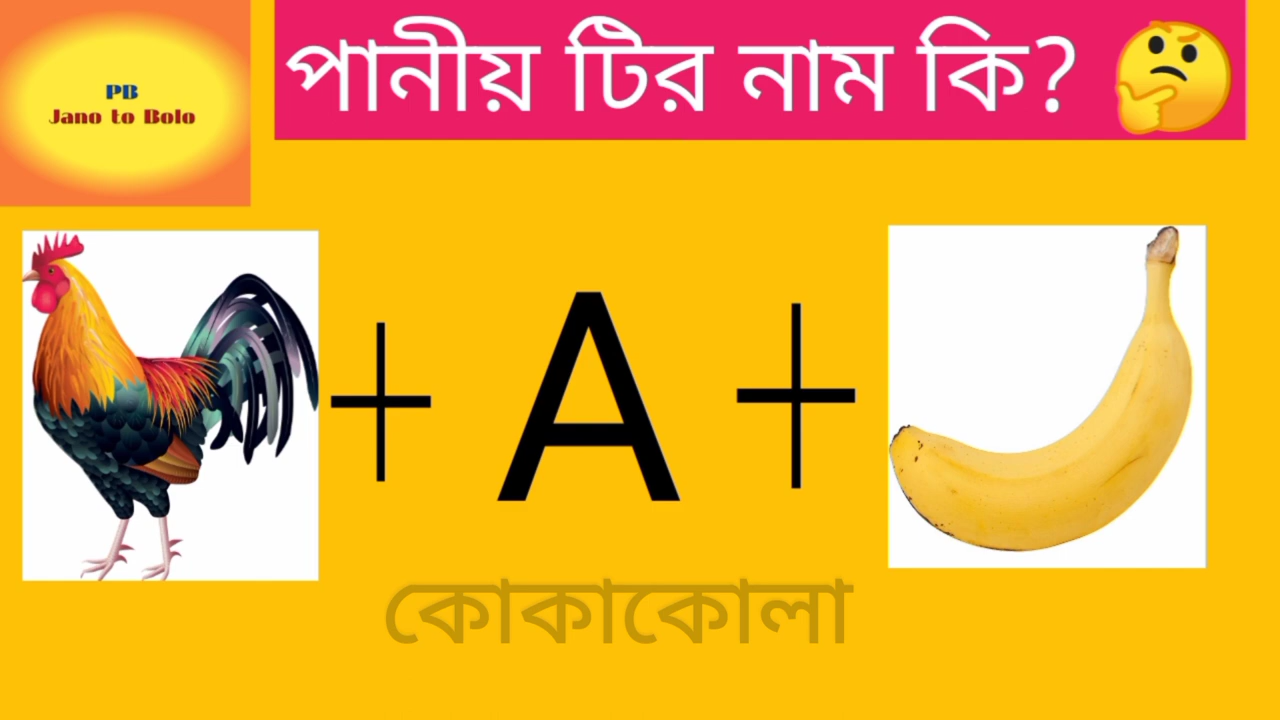 PB
Jano to Bolo
পানীয় টির নাম কি?
+ A +
কোকাকোলা